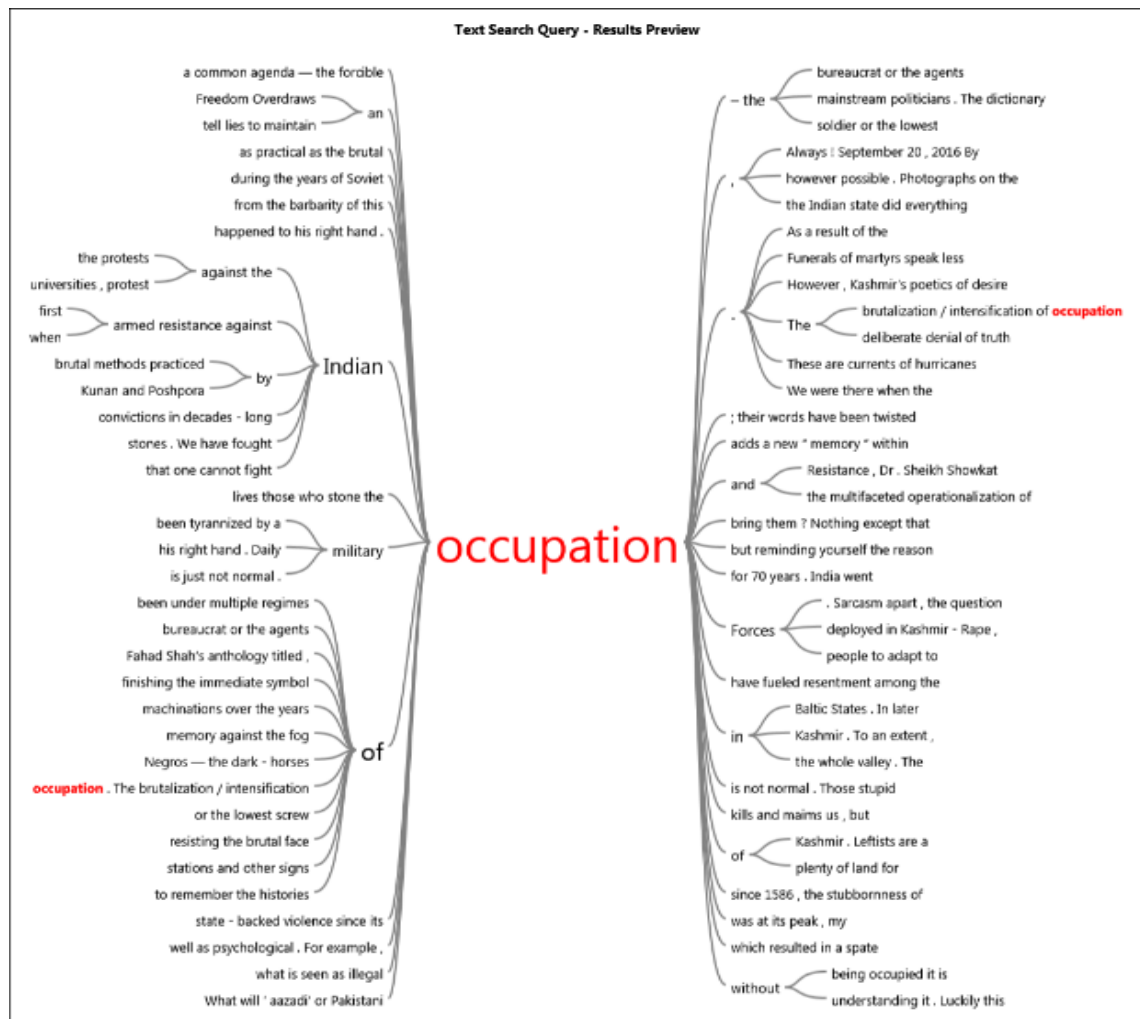 Text Search Query - Results Preview
a common agenda — the forcible
Freedom Overdraws
tell lies to maintain
an
as practical as the brutal
during the years of Soviet
from the barbarity of this
happened to his right hand .
the protests
universities , protest
against the
first
when
armed resistance against
brutal methods practiced
Kunan and Poshpora
by
convictions in decades - long
stones . We have fought
that one cannot fight
Indian
lives those who stone the
been tyrannized by a
his right hand . Daily
is just not normal .
military
been under multiple regimes
bureaucrat or the agents
Fahad Shah's anthology titled ,
finishing the immediate symbol
machinations over the years
memory against the fog
Negros — the dark - horses
occupation . The brutalization / intensification
or the lowest screw
resisting the brutal face
stations and other signs
to remember the histories
of
state - backed violence since its
well as psychological . For example ,
what is seen as illegal
What will ' aazadi' or Pakistani
occupation
– the
bureaucrat or the agents
mainstream politicians . The dictionary
soldier or the lowest
,
Always ▯ September 20 , 2016 By
however possible . Photographs on the
the Indian state did everything
.
As a result of the
Funerals of martyrs speak less
However , Kashmir's poetics of desire
The
brutalization / intensification of occupation
deliberate denial of truth
These are currents of hurricanes
We were there when the
; their words have been twisted
adds a new “ memory “ within
and
Resistance , Dr . Sheikh Showkat
the multifaceted operationalization of
bring them ? Nothing except that
but reminding yourself the reason
for 70 years . India went
Forces
. Sarcasm apart , the question
deployed in Kashmir - Rape ,
people to adapt to
have fueled resentment among the
in
Baltic States . In later
Kashmir . To an extent ,
the whole valley . The
is not normal . Those stupid
kills and maims us , but
of
Kashmir . Leftists are a
plenty of land for
since 1586 , the stubbornness of
was at its peak , my
which resulted in a spate
without
being occupied it is
understanding it . Luckily this